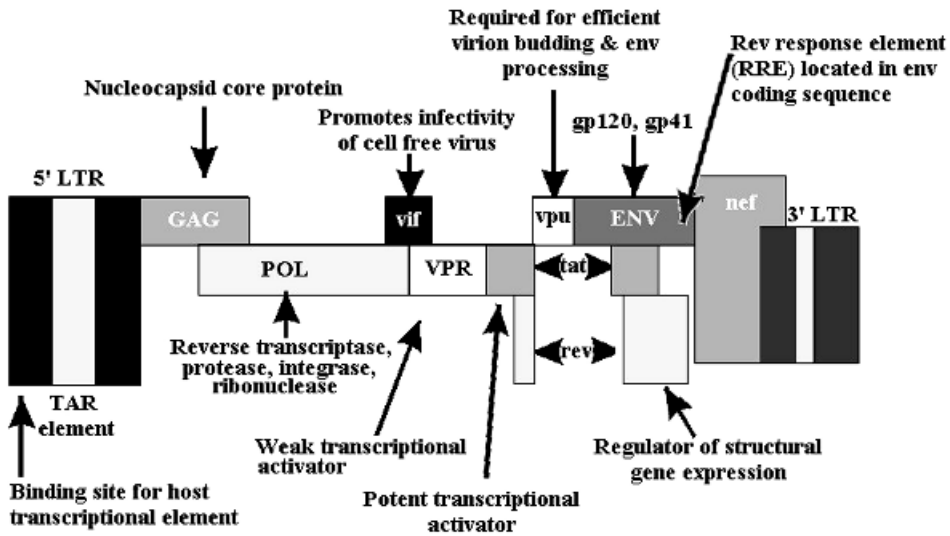 Required for efficient
virion budding & env
processing
Rev response element
(RRE) located in env
coding sequence
Nucleocapsid core protein
Promotes infectivity
of cell free virus
gp120, gp41
5' LTR
GAG
vif
vpu
ENV
nef
3' LTR
POL
VPR
tat
rev
Reverse transcriptase,
protease, integrase,
ribonuclease
TAR
element
Weak transcriptional
activator
Regulator of structural
gene expression
Binding site for host
transcriptional element
Potent transcriptional
activator